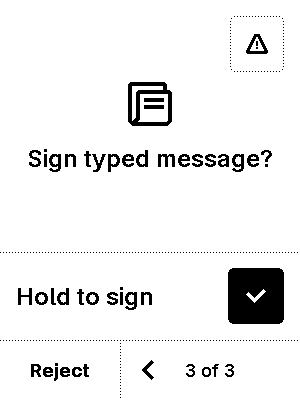 Sign typed message?
Hold to sign
Reject
3 of 3